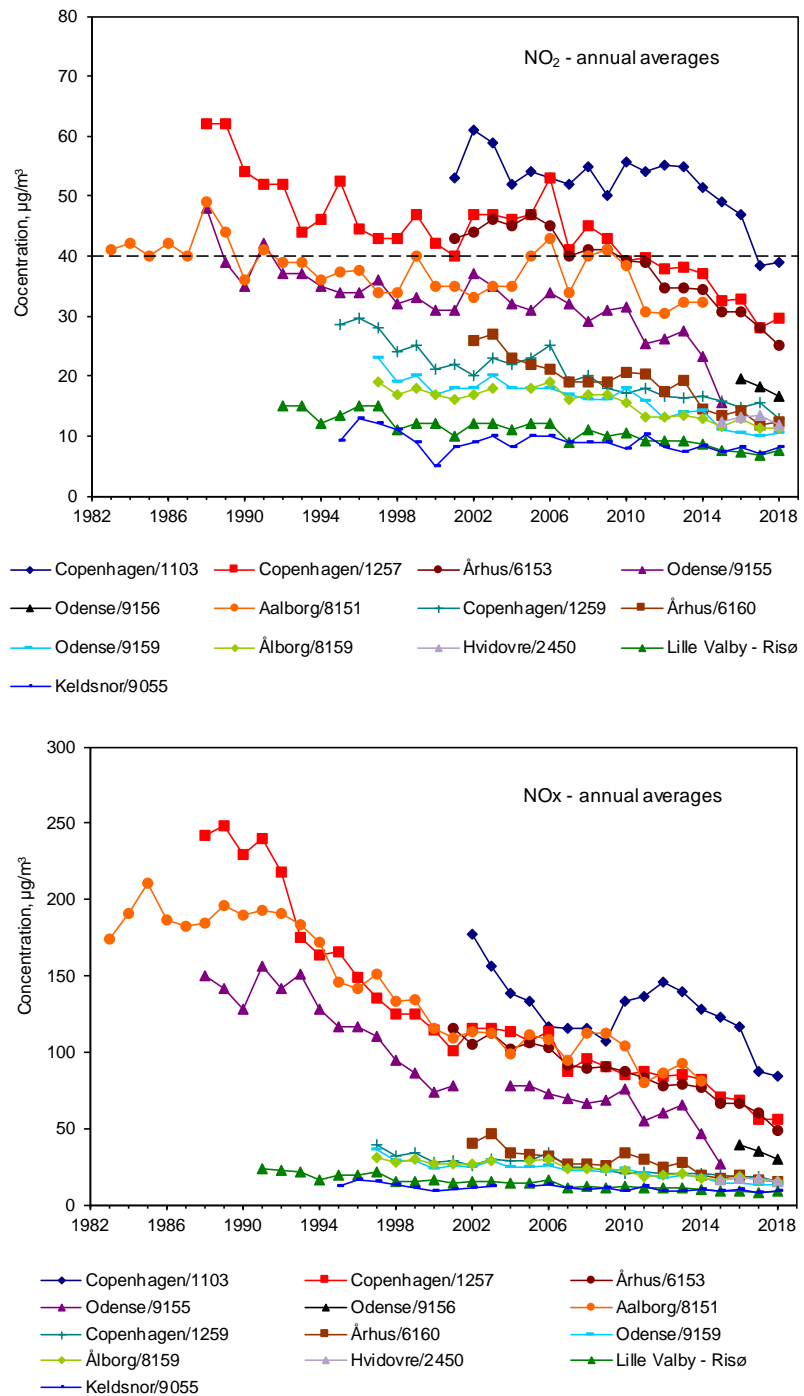 NO₂ - annual averages
Cocentration, µg/m³
80
70
60
50
40
30
20
10
0
1982 1986 1990 1994 1998 2002 2006 2010 2014 2018
Copenhagen/1103 Copenhagen/1257 Århus/6153 Odense/9155
Odense/9156 Aalborg/8151 Copenhagen/1259 Århus/6160
Odense/9159 Ålborg/8159 Hvidovre/2450 Lille Valby - Risø
Keldsnor/9055
NOx - annual averages
Concentration, µg/m³
300
250
200
150
100
50
0
1982 1986 1990 1994 1998 2002 2006 2010 2014 2018
Copenhagen/1103 Copenhagen/1257 Århus/6153
Odense/9155 Odense/9156 Aalborg/8151
Copenhagen/1259 Århus/6160 Odense/9159
Ålborg/8159 Hvidovre/2450 Lille Valby - Risø
Keldsnor/9055